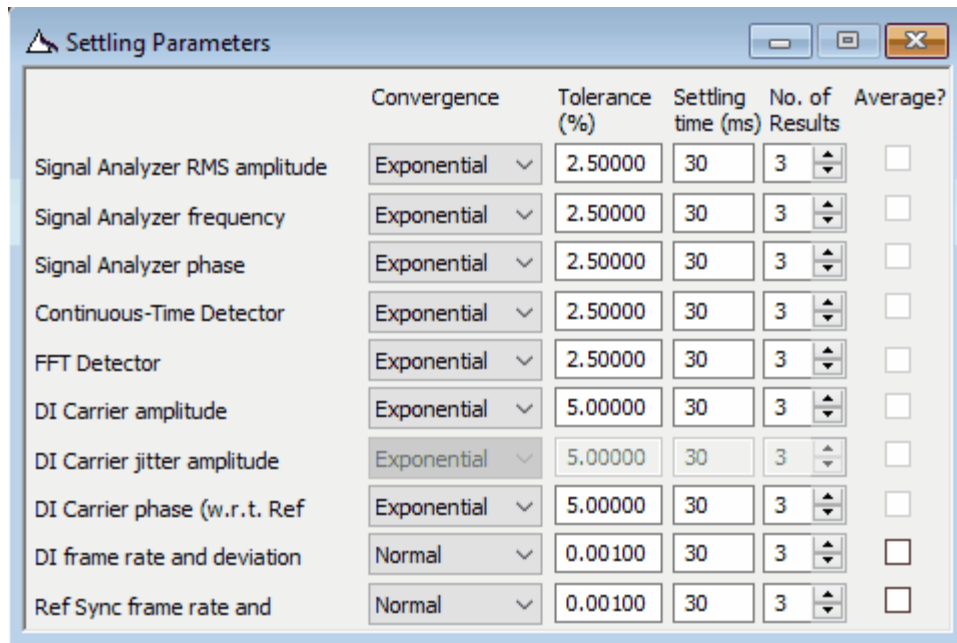 Settling Parameters
Convergence Tolerance Settling No. of Average?
(%) time (ms) Results
Signal Analyzer RMS amplitude Exponential 2.50000 30 3
Signal Analyzer frequency Exponential 2.50000 30 3
Signal Analyzer phase Exponential 2.50000 30 3
Continuous-Time Detector Exponential 2.50000 30 3
FFT Detector Exponential 2.50000 30 3
DI Carrier amplitude Exponential 5.00000 30 3
DI Carrier jitter amplitude Exponential 5.00000 30 3
DI Carrier phase (w.r.t. Ref Exponential 5.00000 30 3
DI frame rate and deviation Normal 0.00100 30 3
Ref Sync frame rate and Normal 0.00100 30 3